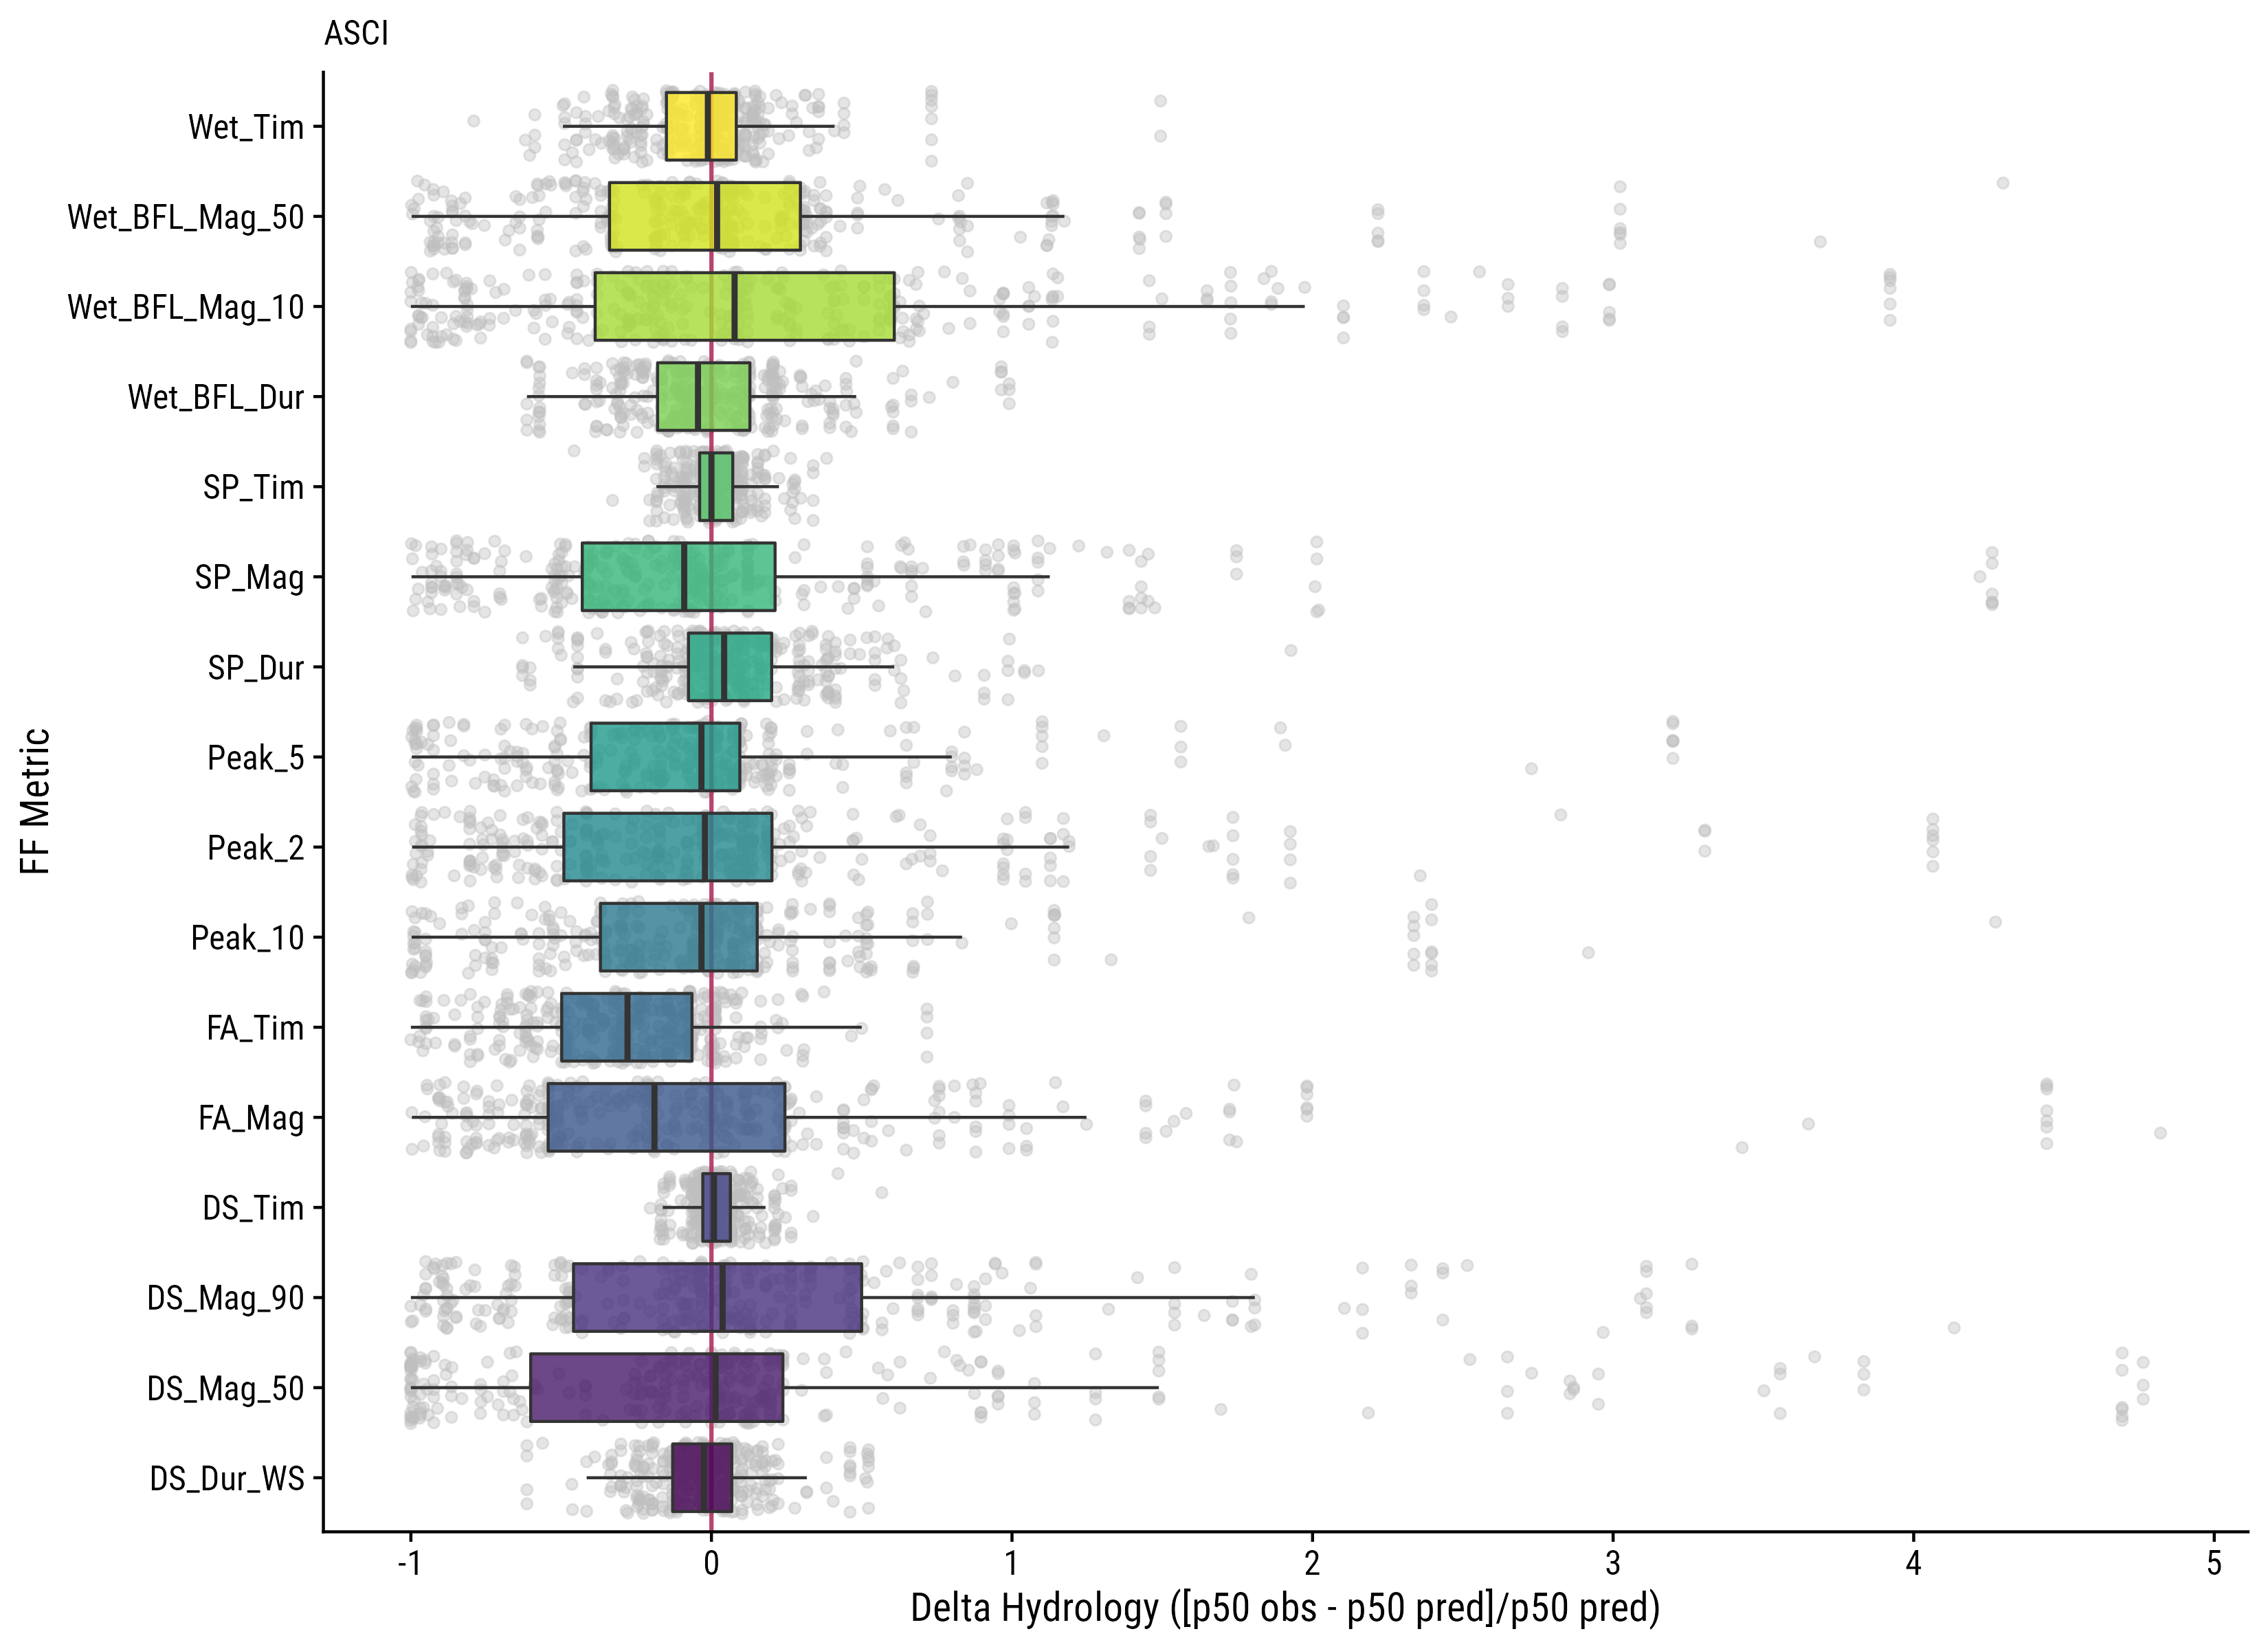 ASCI
Wet_Tim
Wet_BFL_Mag_50
Wet_BFL_Mag_10
Wet_BFL_Dur
SP_Tim
SP_Mag
SP_Dur
Peak_5
Peak_2
Peak_10
FA_Tim
FA_Mag
DS_Tim
DS_Mag_90
DS_Mag_50
DS_Dur_WS
FF Metric
-1 0 1 2 3 4 5
Delta Hydrology ([p50 obs - p50 pred]/p50 pred)